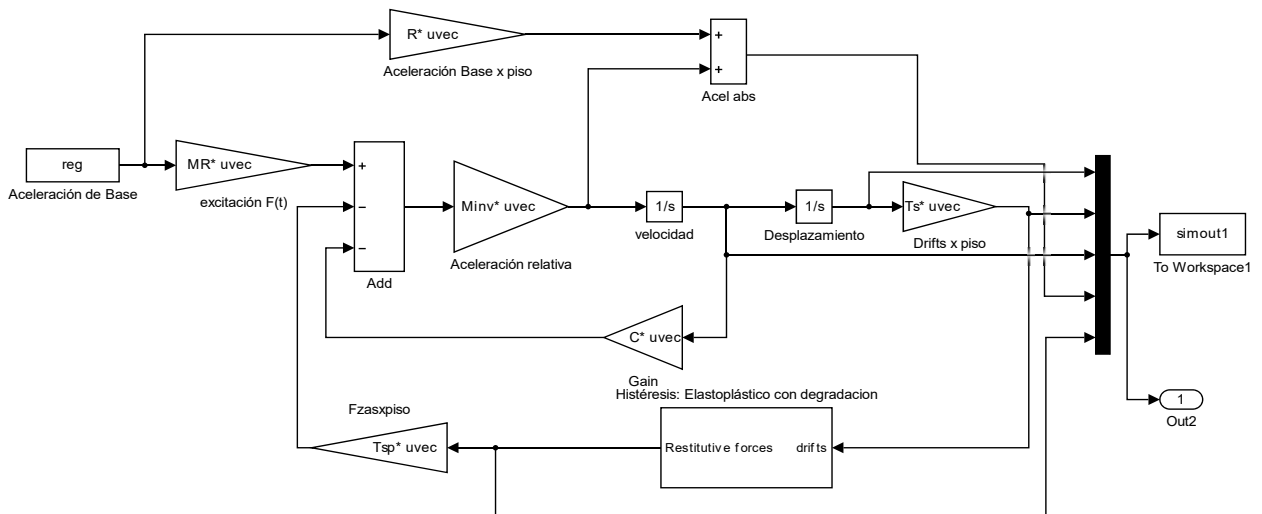 R* uvec
+
+
Aceleración Base x piso
Acel abs
reg
Aceleración de Base
MR* uvec
excitación F(t)
+
−
−
Add
Minv* uvec
Aceleración relativa
1/s
velocidad
1/s
Desplazamiento
Ts* uvec
Drifts x piso
simout1
To Workspace1
C* uvec
Gain
Histéresis: Elastoplástico con degradacion
Fzasxpiso
Tsp* uvec
Restitutive forces
drifts
1
Out2